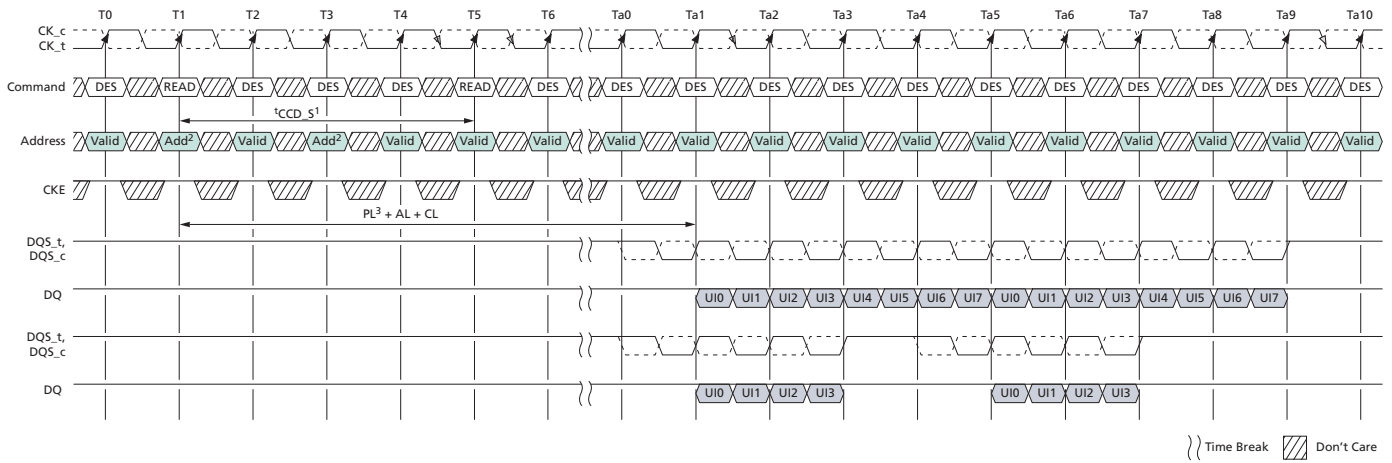 T0 T1 T2 T3 T4 T5 T6 Ta0 Ta1 Ta2 Ta3 Ta4 Ta5 Ta6 Ta7 Ta8 Ta9 Ta10
CK_c
CK_t
Command DES READ DES DES DES READ DES DES DES DES DES DES DES DES DES DES DES DES
tCCD_S1
Address Valid Add2 Valid Add2 Valid Valid Valid Valid Valid Valid Valid Valid Valid Valid Valid Valid Valid Valid
CKE
PL3 + AL + CL
DQS_t,
DQS_c
DQ UI0 UI1 UI2 UI3 UI4 UI5 UI6 UI7 UI0 UI1 UI2 UI3 UI4 UI5 UI6 UI7
DQS_t,
DQS_c
DQ UI0 UI1 UI2 UI3 UI0 UI1 UI2 UI3
Time Break Don't Care